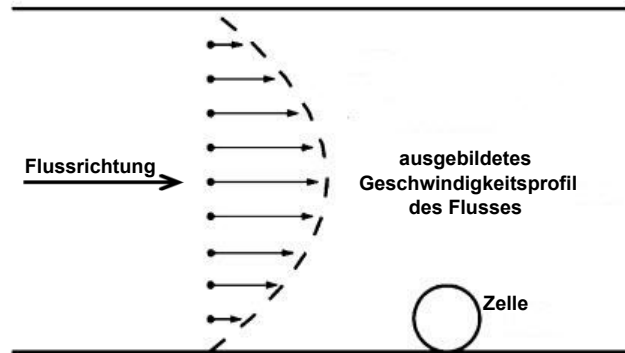 Flussrichtung
ausgebildetes
Geschwindigkeitsprofil
des Flusses
Zelle